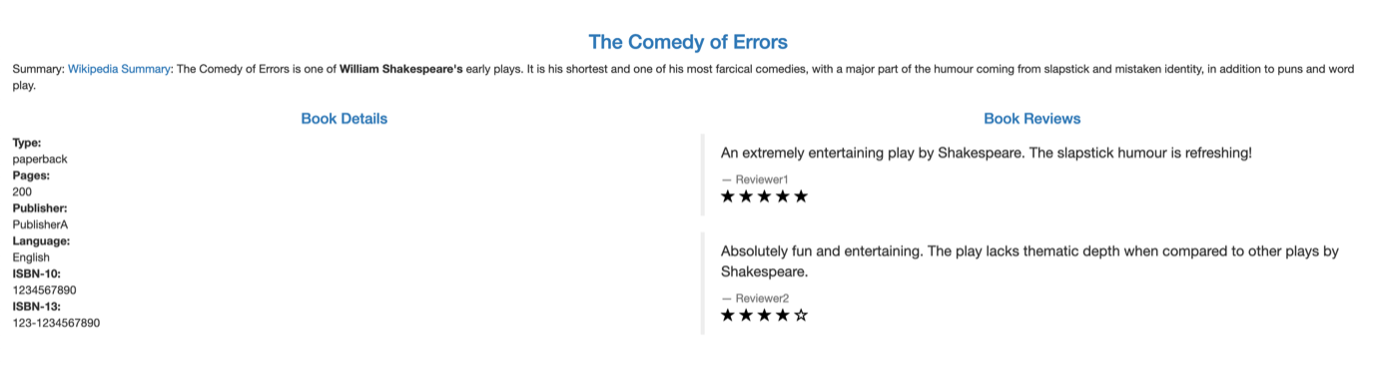 The Comedy of Errors
Summary: Wikipedia Summary: The Comedy of Errors is one of William Shakespeare's early plays. It is his shortest and one of his most farcical comedies, with a major part of the humour coming from slapstick and mistaken identity, in addition to puns and word
play.
Book Details
Type:
paperback
Pages:
200
Publisher:
PublisherA
Language:
English
ISBN-10:
1234567890
ISBN-13:
123-1234567890
Book Reviews
An extremely entertaining play by Shakespeare. The slapstick humour is refreshing!
— Reviewer1
★★★★★
Absolutely fun and entertaining. The play lacks thematic depth when compared to other plays by
Shakespeare.
— Reviewer2
★★★★☆